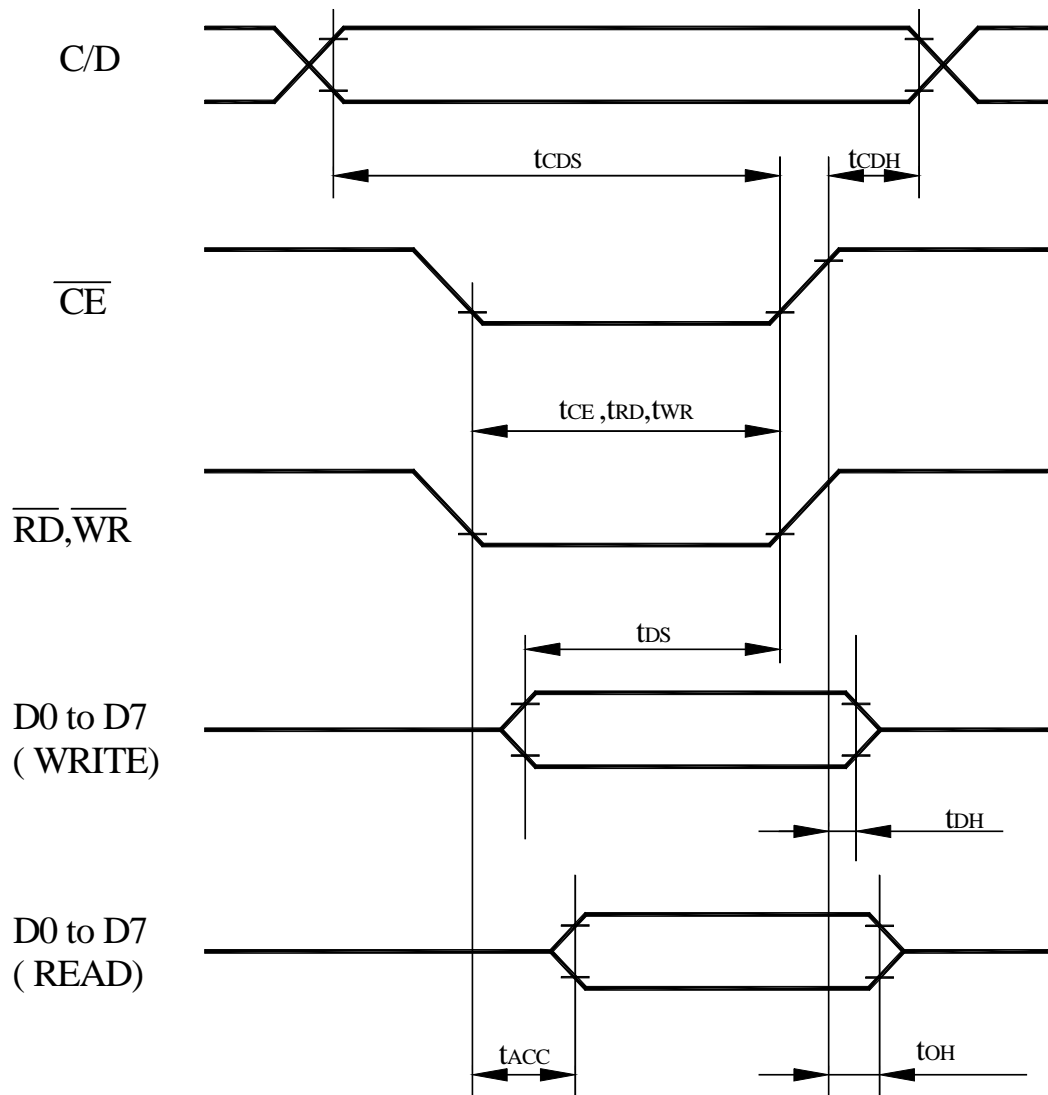 C/D
tCDS
tCDH
CE
tCE ,tRD,tWR
RD,WR
tDS
D0 to D7
( WRITE)
tDH
D0 to D7
( READ)
tACC
tOH